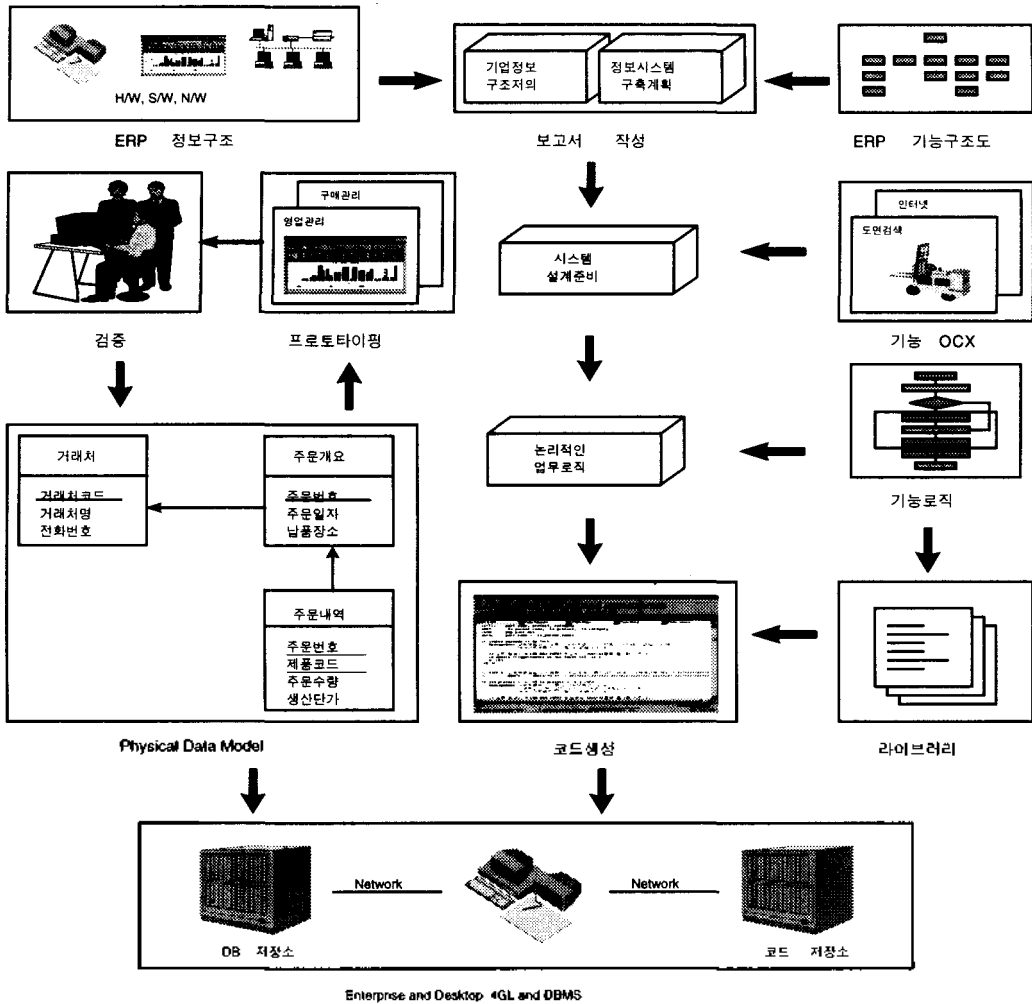 H/W, S/W, N/W
ERP 정보구조
기업정보
구조저의
정보시스템
구축계획
보고서 작성
ERP 기능구조도
검증
구매관리
영업관리
프로토타이핑
시스템
설계준비
인터넷
도면검색
기능 OCX
거래처
거래처코드
거래처명
전화번호
주문개요
주문번호
주문일자
납품장소
주문내역
주문번호
제품코드
주문수량
생산단가
Physical Data Model
논리적인
업무로직
기능로직
코드생성
라이브러리
DB 저장소
Network
Network
코드 저장소
Enterprise and Desktop 4GL and DBMS